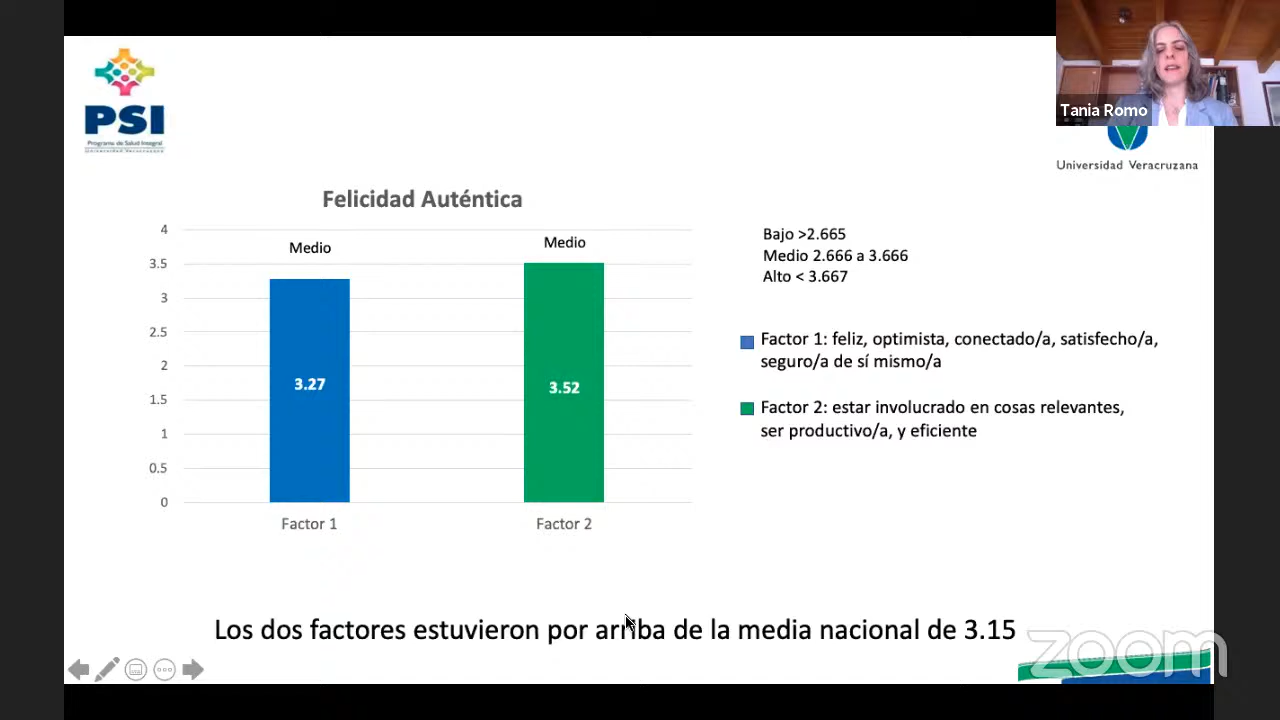 Tania Romo
PSI
Programa de Salud Integral
Universidad Veracruzana
Universidad Veracruzana
Felicidad Auténtica
4
3.5
3
2.5
2
1.5
1
0.5
0
Medio
Medio
3.27
3.52
Factor 1
Factor 2
Bajo >2.665
Medio 2.666 a 3.666
Alto < 3.667
Factor 1: feliz, optimista, conectado/a, satisfecho/a,
seguro/a de sí mismo/a
Factor 2: estar involucrado en cosas relevantes,
ser productivo/a, y eficiente
Los dos factores estuvieron por arriba de la media nacional de 3.15
zoom